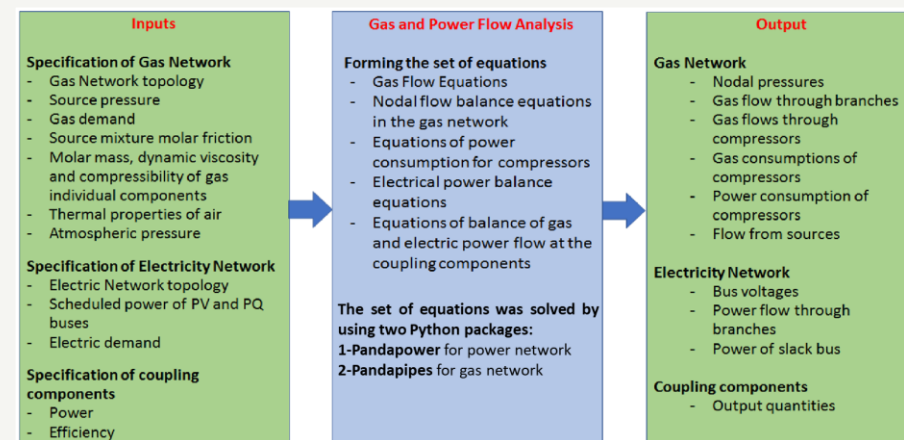 Inputs
Specification of Gas Network
- Gas Network topology
- Source pressure
- Gas demand
- Source mixture molar friction
- Molar mass, dynamic viscosity
and compressibility of gas
individual components
- Thermal properties of air
- Atmospheric pressure
Specification of Electricity Network
- Electric Network topology
- Scheduled power of PV and PQ
buses
- Electric demand
Specification of coupling
components
- Power
- Efficiency
Gas and Power Flow Analysis
Forming the set of equations
- Gas Flow Equations
- Nodal flow balance equations
in the gas network
- Equations of power
consumption for compressors
- Electrical power balance
equations
- Equations of balance of gas
and electric power flow at the
coupling components
The set of equations was solved by
using two Python packages:
1-Pandapower for power network
2-Pandapipes for gas network
Output
Gas Network
- Nodal pressures
- Gas flow through branches
- Gas flows through
compressors
- Gas consumptions of
compressors
- Power consumption of
compressors
- Flow from sources
Electricity Network
- Bus voltages
- Power flow through
branches
- Power of slack bus
Coupling components
- Output quantities